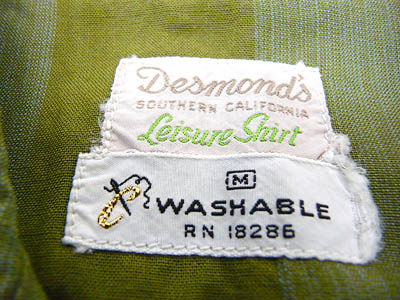 Desmond's
SOUTHERN CALIFORNIA
Leisure Shirt
M
WASHABLE
RN 18286